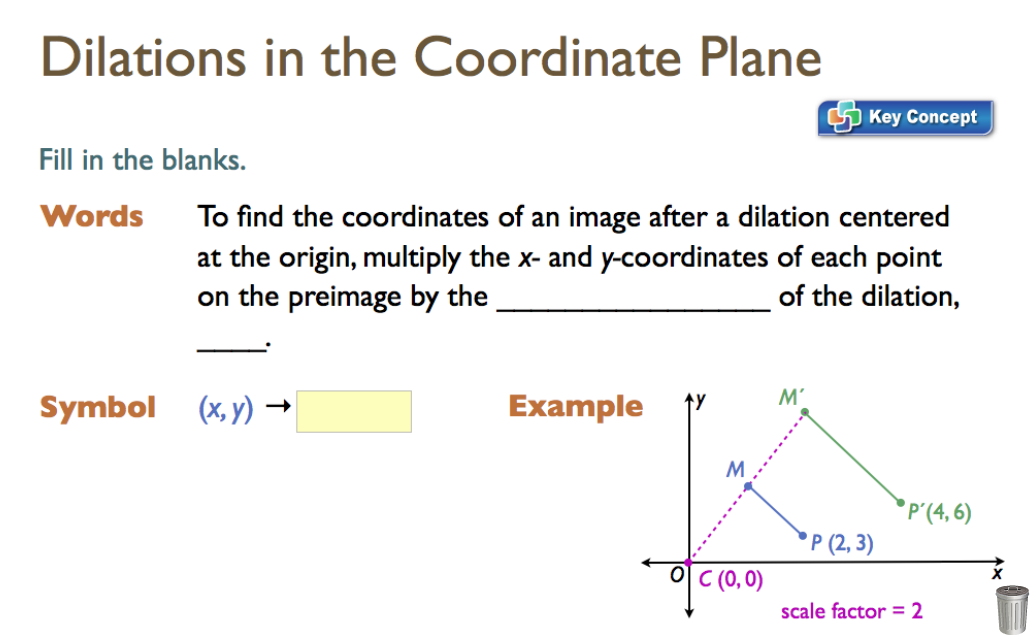 Dilations in the Coordinate Plane
Key Concept
Fill in the blanks.
Words To find the coordinates of an image after a dilation centered
at the origin, multiply the x- and y-coordinates of each point
on the preimage by the ________________ of the dilation,
____.
Symbol (x, y) →
Example
y
M′
M
P′(4, 6)
P (2, 3)
O C (0, 0) x
scale factor = 2